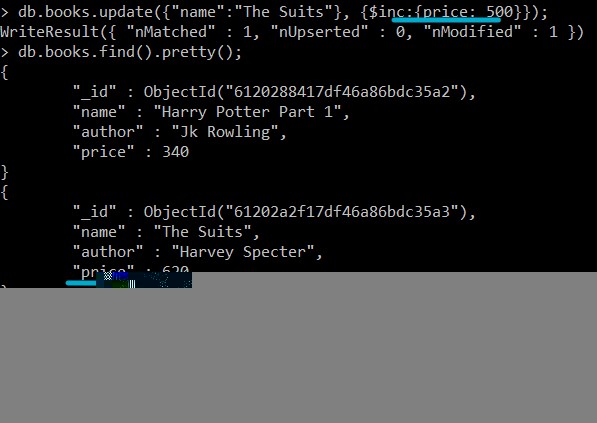 > db.books.update({"name":"The Suits"}, {$inc:{price: 500}});
WriteResult({ "nMatched" : 1, "nUpserted" : 0, "nModified" : 1 })
> db.books.find().pretty();
{
"_id" : ObjectId("6120288417df46a86bdc35a2"),
"name" : "Harry Potter Part 1",
"author" : "Jk Rowling",
"price" : 340
}
{
"_id" : ObjectId("61202a2f17df46a86bdc35a3"),
"name" : "The Suits",
"author" : "Harvey Specter",
"price" : 620